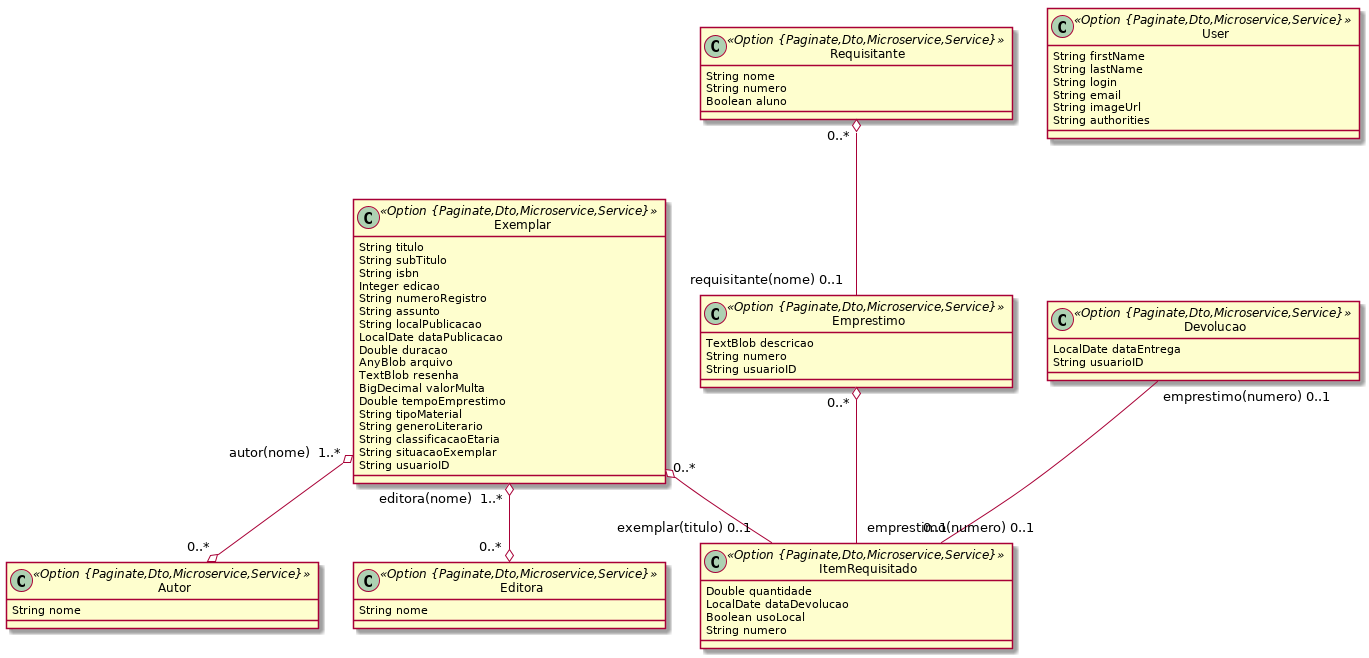 C «Option {Paginate,Dto,Microservice,Service}»
User
String firstName
String lastName
String login
String email
String imageUrl
String authorities
C «Option {Paginate,Dto,Microservice,Service}»
Requisitante
String nome
String numero
Boolean aluno
0..*
requisitante(nome) 0..1
C «Option {Paginate,Dto,Microservice,Service}»
Exemplar
String titulo
String subTitulo
String isbn
Integer edicao
String numeroRegistro
String assunto
String localPublicacao
LocalDate dataPublicacao
Double duracao
AnyBlob arquivo
TextBlob resenha
BigDecimal valorMulta
Double tempoEmprestimo
String tipoMaterial
String generoLiterario
String classificacaoEtaria
String situacaoExemplar
String usuarioID
C «Option {Paginate,Dto,Microservice,Service}»
Emprestimo
TextBlob descricao
String numero
String usuarioID
0..*
C «Option {Paginate,Dto,Microservice,Service}»
Devolucao
LocalDate dataEntrega
String usuarioID
emprestimo(numero) 0..1
autor(nome) 1..*
0..*
editora(nome) 1..*
0..*
0..*
exemplar(titulo) 0..1
emprestimo(numero) 0..1
0..1
C «Option {Paginate,Dto,Microservice,Service}»
Autor
String nome
C «Option {Paginate,Dto,Microservice,Service}»
Editora
String nome
C «Option {Paginate,Dto,Microservice,Service}»
ItemRequisitado
Double quantidade
LocalDate dataDevolucao
Boolean usoLocal
String numero